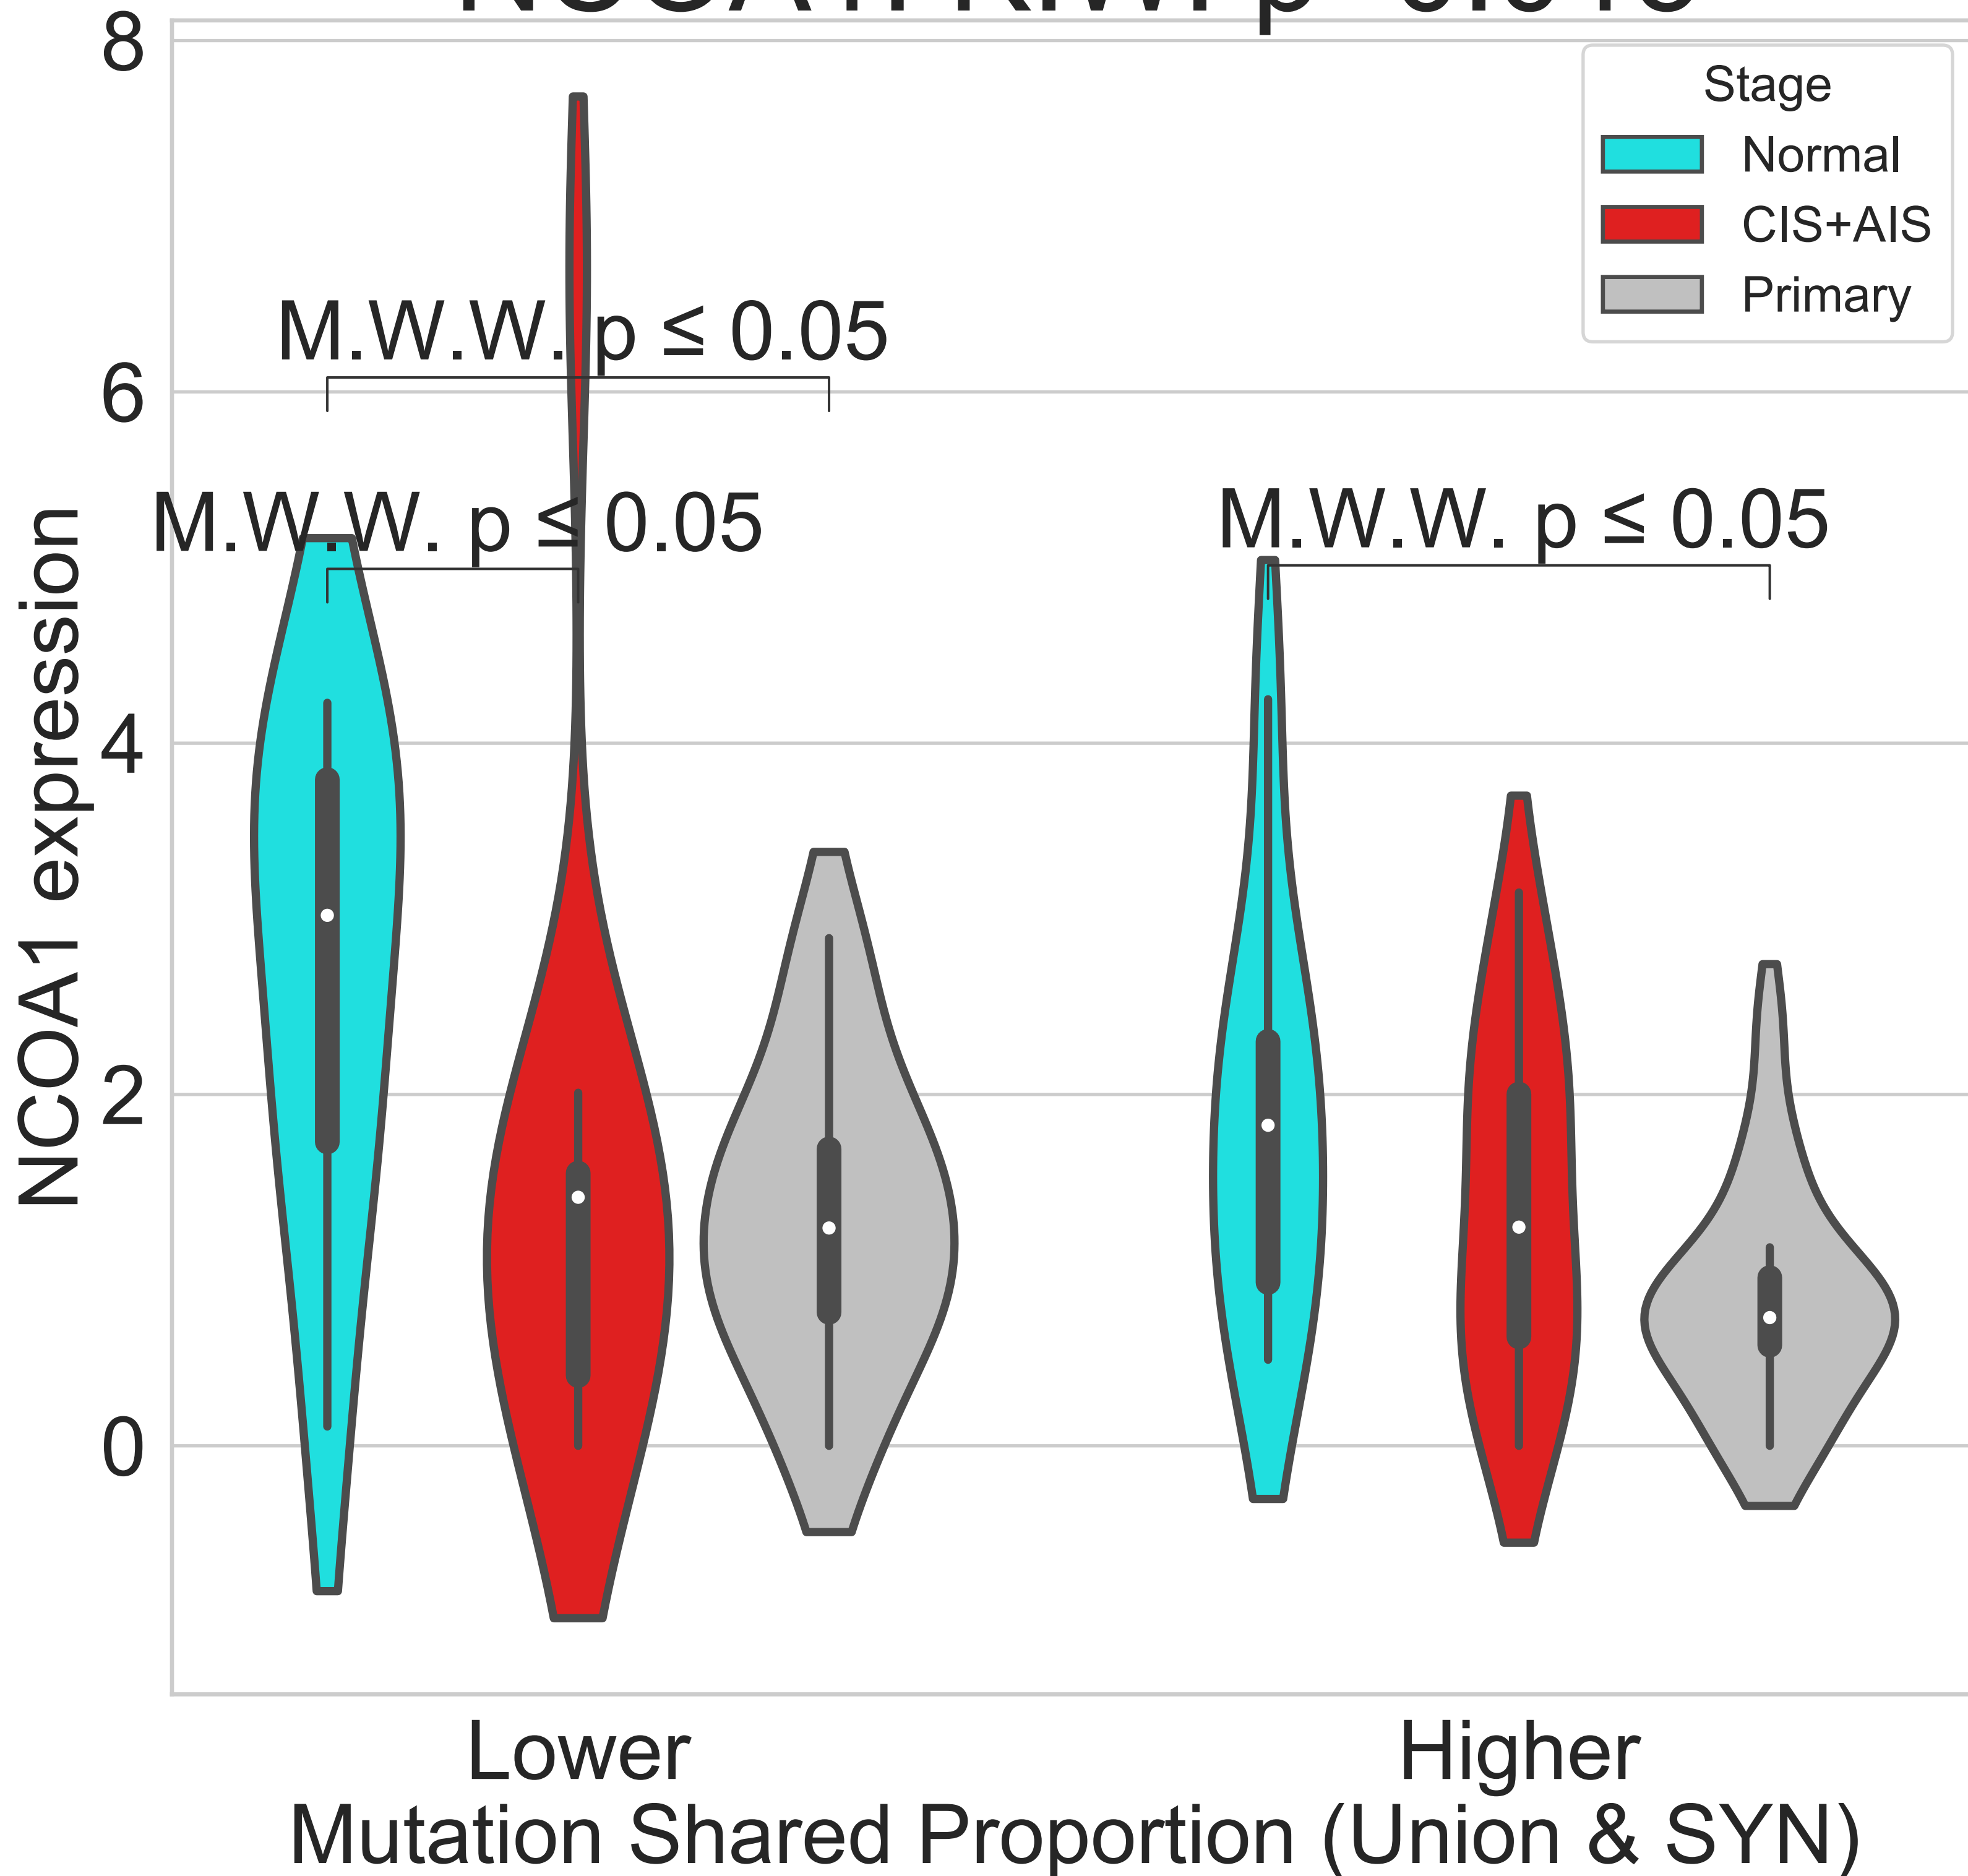 8
Stage
Normal
CIS+AIS
Primary
M.W.W. p ≤ 0.05
6
M.W.W. p ≤ 0.05
M.W.W. p ≤ 0.05
NCOA1 expression
4
2
0
Lower
Higher
Mutation Shared Proportion (Union & SYN)